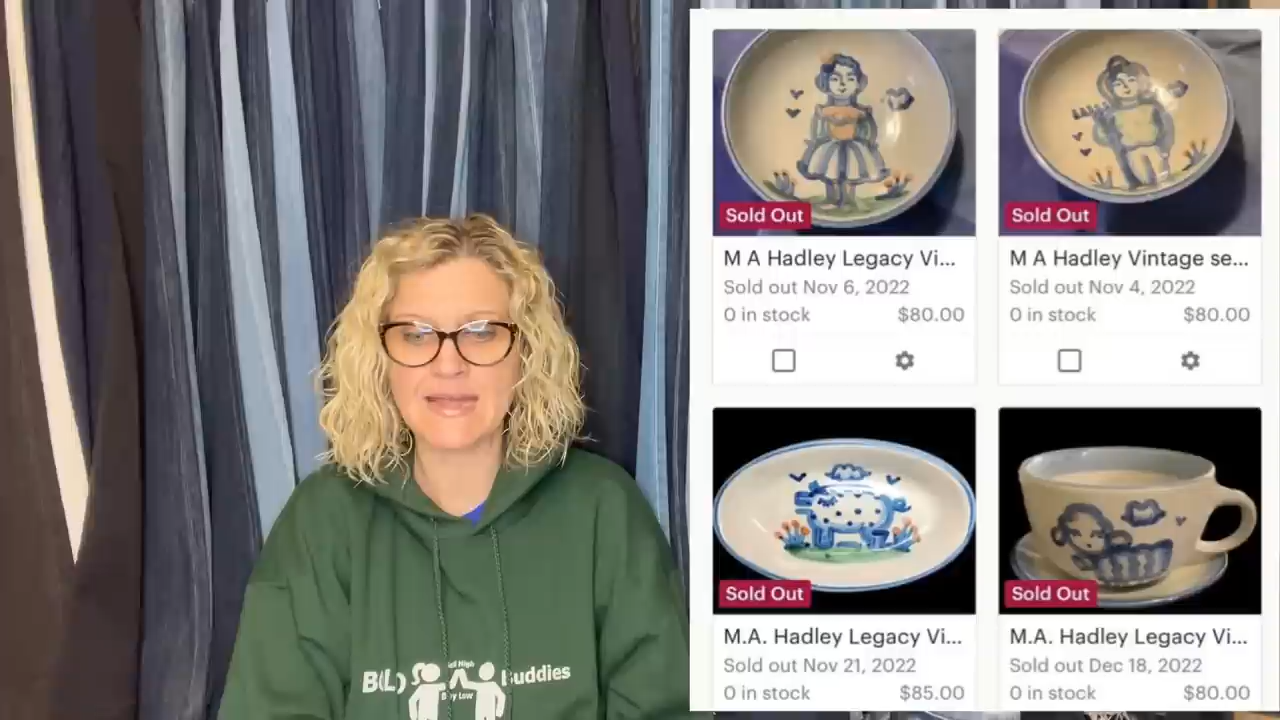 Sold Out
Sold Out
M A Hadley Legacy Vi...
M A Hadley Vintage se...
Sold out Nov 6, 2022
Sold out Nov 4, 2022
0 in stock
$80.00
0 in stock
$80.00
Sold Out
Sold Out
M.A. Hadley Legacy Vi...
M.A. Hadley Legacy Vi...
Sold out Nov 21, 2022
Sold out Dec 18, 2022
0 in stock
$85.00
0 in stock
$80.00
Buddies